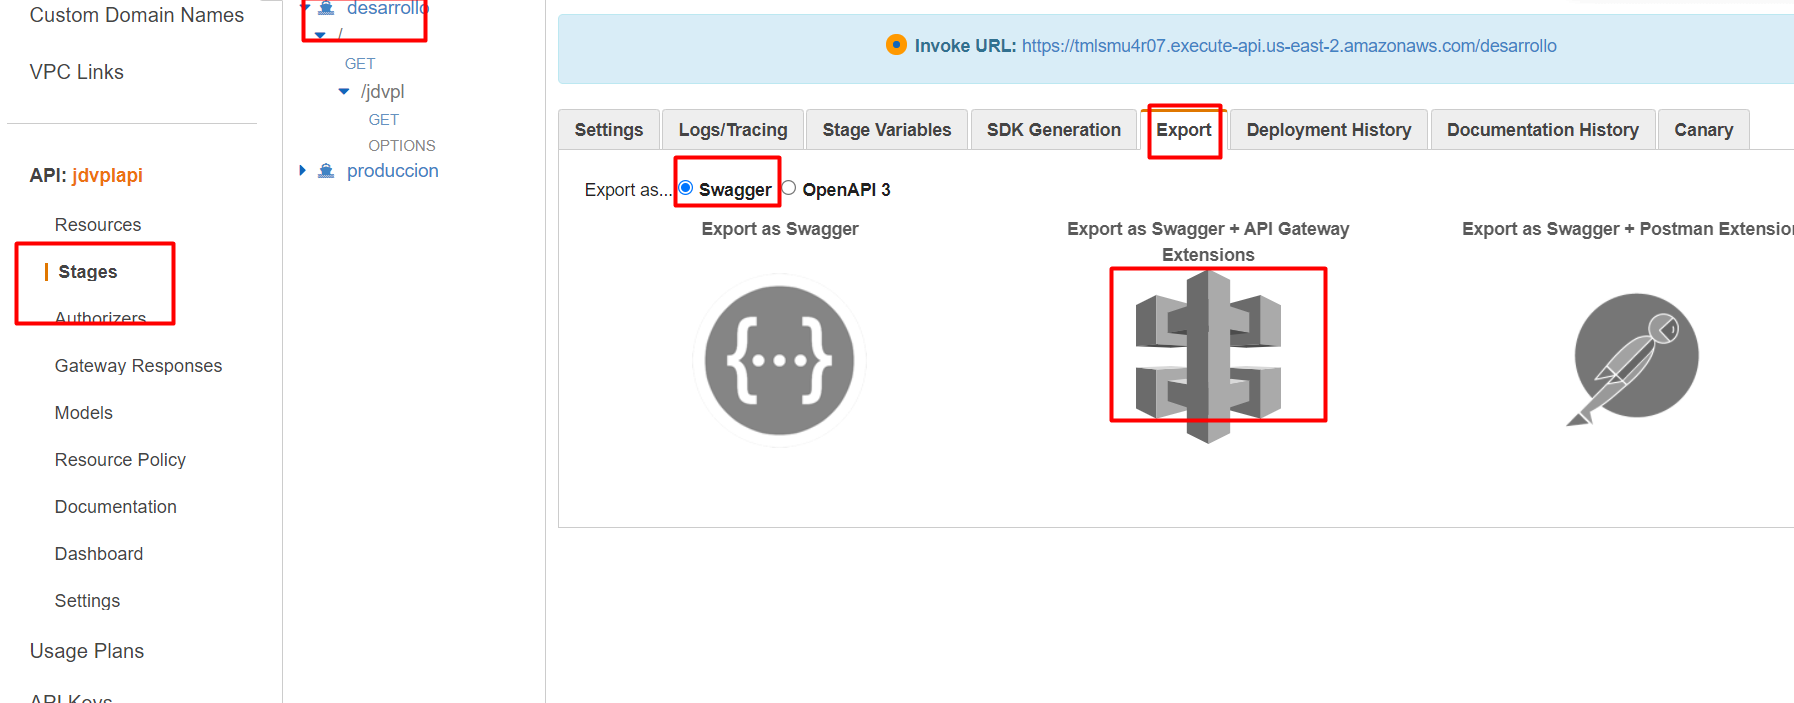 Custom Domain Names
VPC Links
API: jdvplapi
Resources
Stages
Authorizers
Gateway Responses
Models
Resource Policy
Documentation
Dashboard
Settings
Usage Plans
API Keys
desarrollo
/
GET
/jdvpl
GET
OPTIONS
produccion
Invoke URL: https://tmlsmu4r07.execute-api.us-east-2.amazonaws.com/desarrollo
Settings
Logs/Tracing
Stage Variables
SDK Generation
Export
Deployment History
Documentation History
Canary
Export as... Swagger OpenAPI 3
Export as Swagger
Export as Swagger + API Gateway
Extensions
Export as Swagger + Postman Extensio
{...}